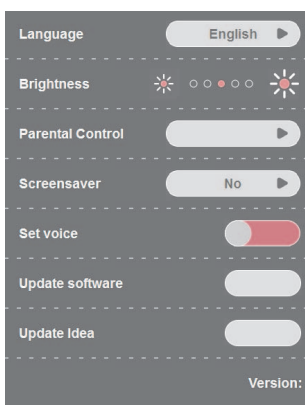 Language English
Brightness
Parental Control
Screensaver No
Set voice
Update software
Update Idea
Version: